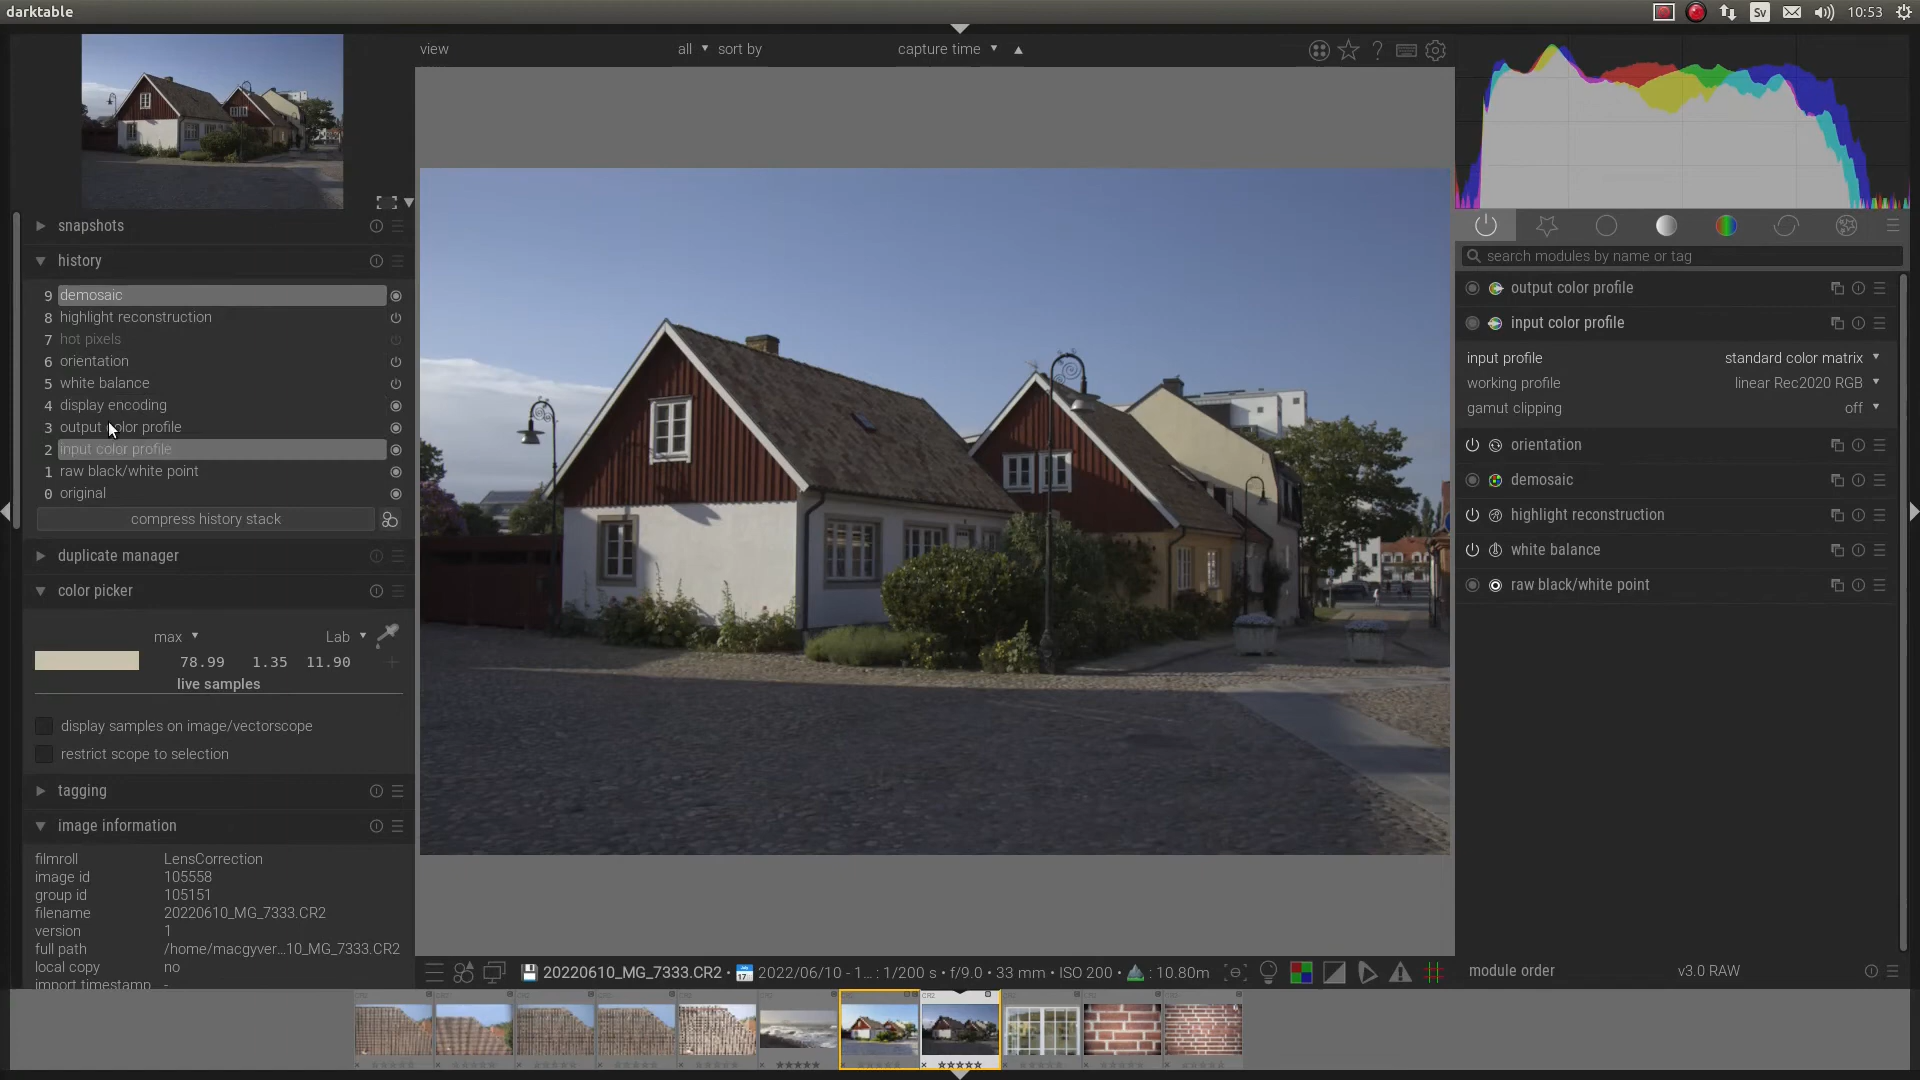 darktable
Sv
10:53
view
all
sort by
capture time
snapshots
history
9 demosaic
8 highlight reconstruction
7 hot pixels
6 orientation
5 white balance
4 display encoding
3 output color profile
2 input color profile
1 raw black/white point
0 original
compress history stack
duplicate manager
color picker
max Lab
78.99 1.35 11.90
live samples
display samples on image/vectorscope
restrict scope to selection
tagging
image information
filmroll LensCorrection
image id 105558
group id 105151
filename 20220610_MG_7333.CR2
version 1
full path /home/macgyver...10_MG_7333.CR2
local copy no
import timestamp -
search modules by name or tag
output color profile
input color profile
input profile standard color matrix
working profile linear Rec2020 RGB
gamut clipping off
orientation
demosaic
highlight reconstruction
white balance
raw black/white point
module order v3.0 RAW
20220610_MG_7333.CR2 • 2022/06/10 - 1... : 1/200 s • f/9.0 • 33 mm • ISO 200 • : 10.80m
CR2